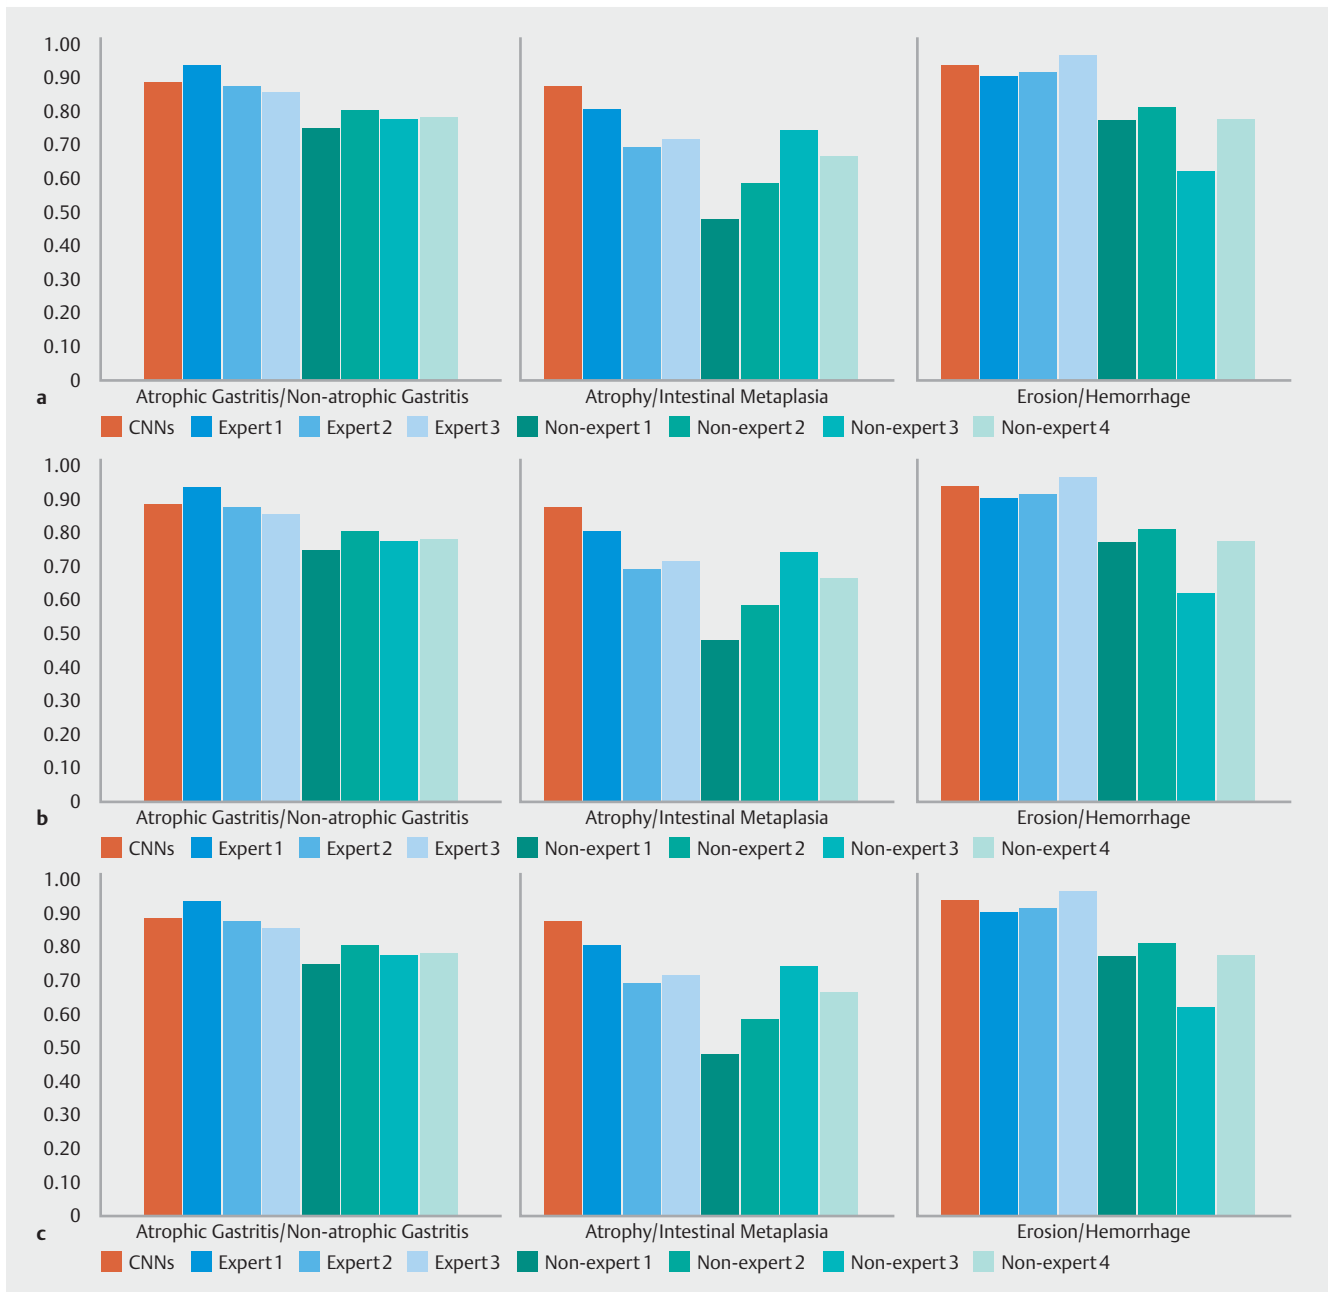 1.00
0.90
0.80
0.70
0.60
0.50
0.40
0.30
0.20
0.10
0
a
Atrophic Gastritis/Non-atrophic Gastritis
Atrophy/Intestinal Metaplasia
Erosion/Hemorrhage
CNNs Expert 1 Expert 2 Expert 3 Non-expert 1 Non-expert 2 Non-expert 3 Non-expert 4
1.00
0.90
0.80
0.70
0.60
0.50
0.40
0.30
0.20
0.10
0
b
Atrophic Gastritis/Non-atrophic Gastritis
Atrophy/Intestinal Metaplasia
Erosion/Hemorrhage
CNNs Expert 1 Expert 2 Expert 3 Non-expert 1 Non-expert 2 Non-expert 3 Non-expert 4
1.00
0.90
0.80
0.70
0.60
0.50
0.40
0.30
0.20
0.10
0
c
Atrophic Gastritis/Non-atrophic Gastritis
Atrophy/Intestinal Metaplasia
Erosion/Hemorrhage
CNNs Expert 1 Expert 2 Expert 3 Non-expert 1 Non-expert 2 Non-expert 3 Non-expert 4